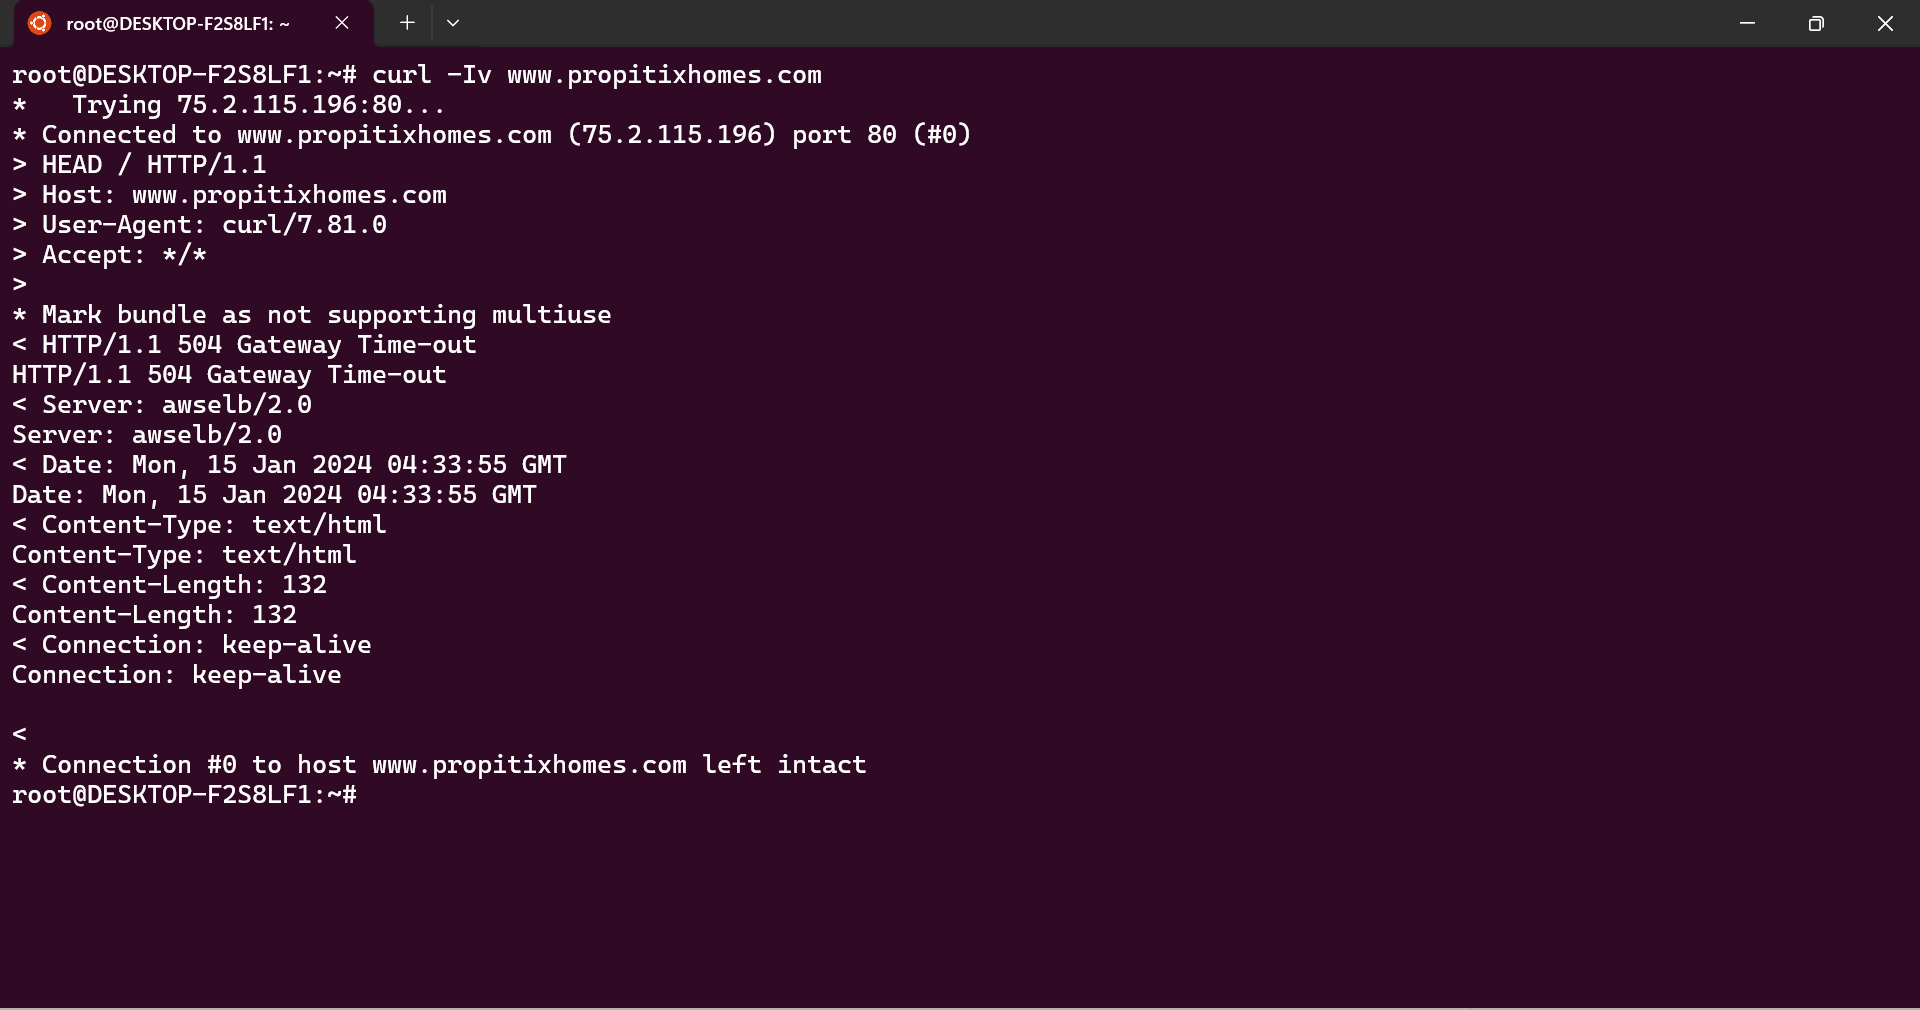 root@DESKTOP-F2S8LF1: ~
root@DESKTOP-F2S8LF1:~# curl -Iv www.propitixhomes.com
*   Trying 75.2.115.196:80...
* Connected to www.propitixhomes.com (75.2.115.196) port 80 (#0)
> HEAD / HTTP/1.1
> Host: www.propitixhomes.com
> User-Agent: curl/7.81.0
> Accept: */*
>
* Mark bundle as not supporting multiuse
< HTTP/1.1 504 Gateway Time-out
HTTP/1.1 504 Gateway Time-out
< Server: awselb/2.0
Server: awselb/2.0
< Date: Mon, 15 Jan 2024 04:33:55 GMT
Date: Mon, 15 Jan 2024 04:33:55 GMT
< Content-Type: text/html
Content-Type: text/html
< Content-Length: 132
Content-Length: 132
< Connection: keep-alive
Connection: keep-alive

<
* Connection #0 to host www.propitixhomes.com left intact
root@DESKTOP-F2S8LF1:~#